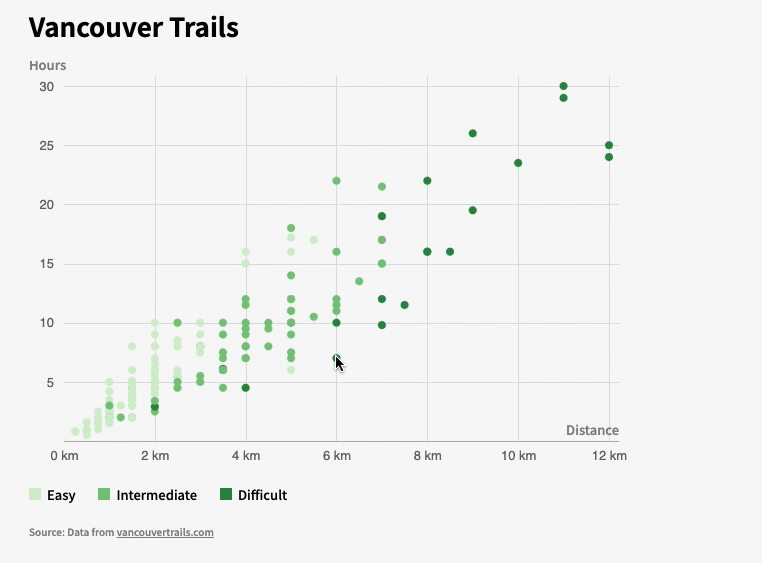 Vancouver Trails
Hours
30
25
20
15
10
5
Distance
0 km 2 km 4 km 6 km 8 km 10 km 12 km
Easy Intermediate Difficult
Source: Data from vancouvertrails.com